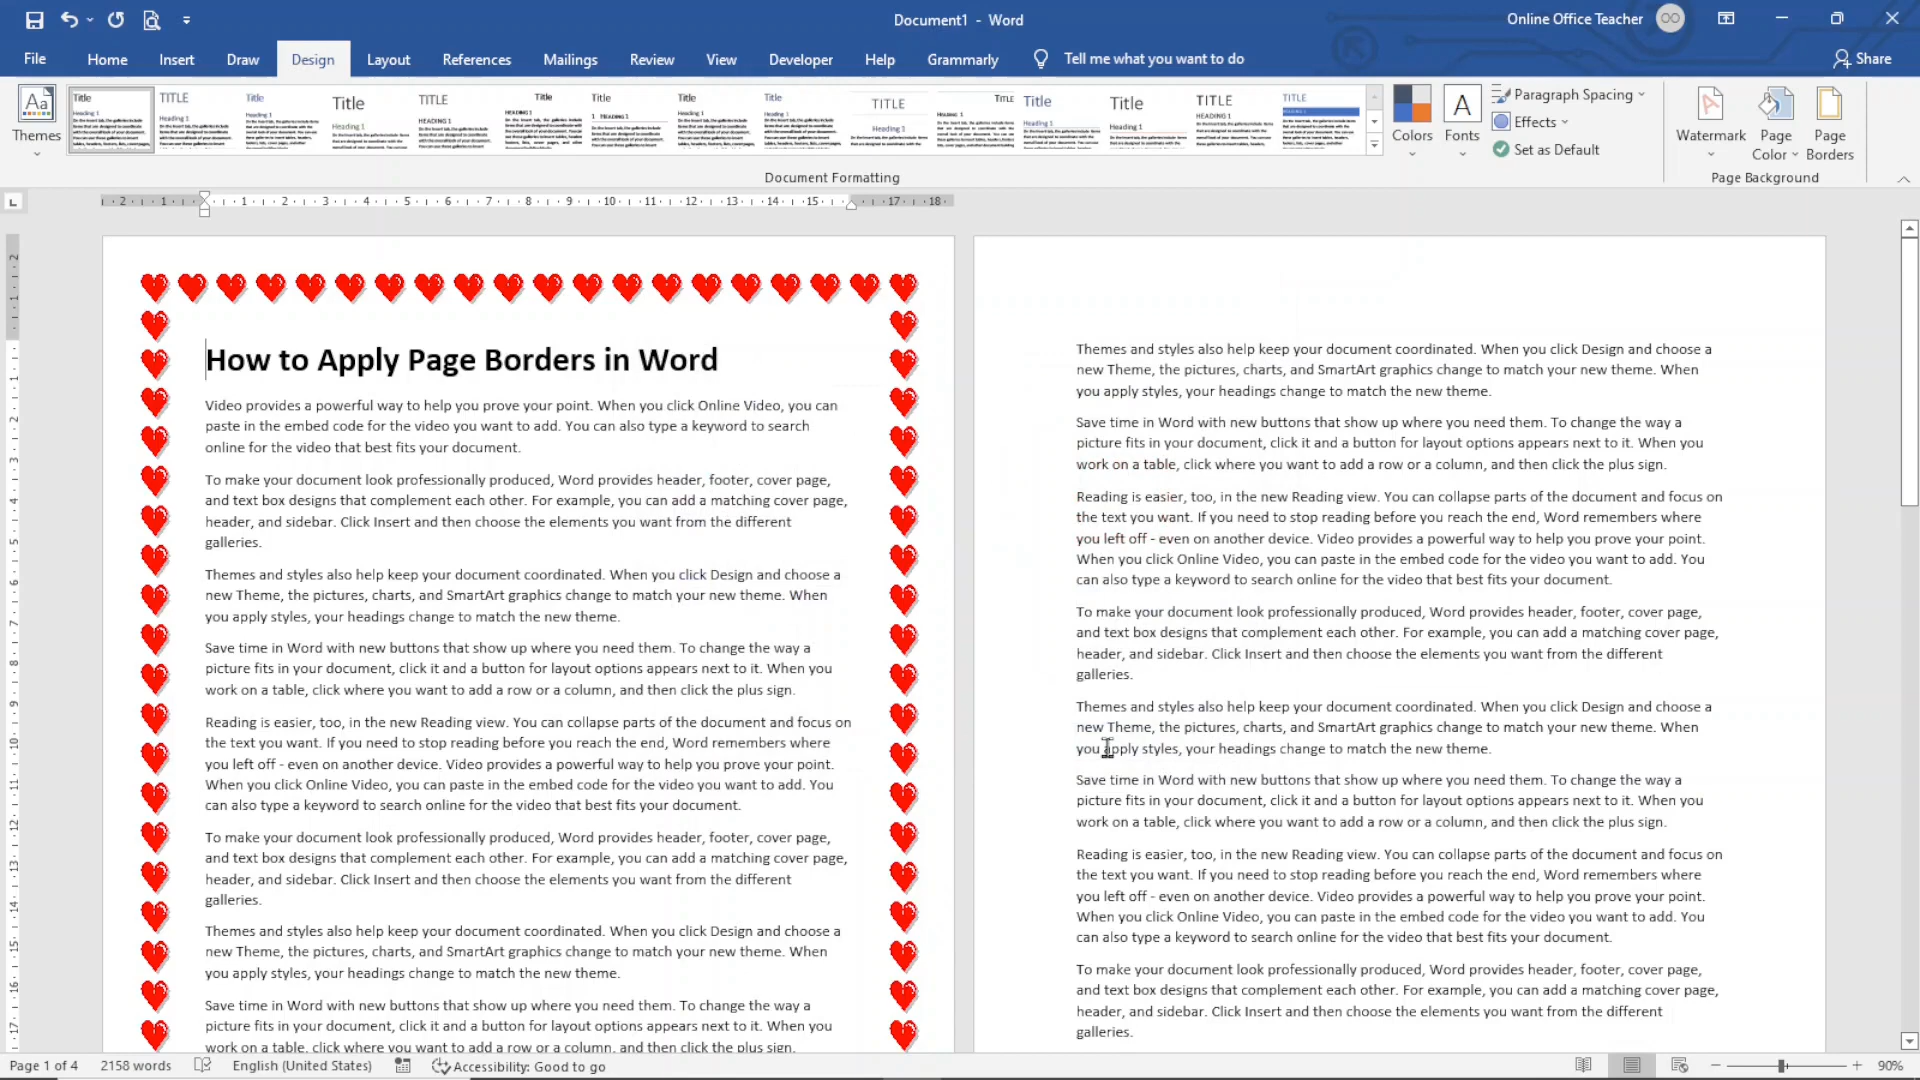 Document1 - Word
Online Office Teacher
OO
File
Home
Insert
Draw
Design
Layout
References
Mailings
Review
View
Developer
Help
Grammarly
Tell me what you want to do
Share
Themes
Colors
Fonts
Paragraph Spacing
Effects
Set as Default
Watermark
Page
Color
Page
Borders
Document Formatting
Page Background
How to Apply Page Borders in Word
Video provides a powerful way to help you prove your point. When you click Online Video, you can
paste in the embed code for the video you want to add. You can also type a keyword to search
online for the video that best fits your document.
To make your document look professionally produced, Word provides header, footer, cover page,
and text box designs that complement each other. For example, you can add a matching cover page,
header, and sidebar. Click Insert and then choose the elements you want from the different
galleries.
Themes and styles also help keep your document coordinated. When you click Design and choose a
new Theme, the pictures, charts, and SmartArt graphics change to match your new theme. When
you apply styles, your headings change to match the new theme.
Save time in Word with new buttons that show up where you need them. To change the way a
picture fits in your document, click it and a button for layout options appears next to it. When you
work on a table, click where you want to add a row or a column, and then click the plus sign.
Reading is easier, too, in the new Reading view. You can collapse parts of the document and focus on
the text you want. If you need to stop reading before you reach the end, Word remembers where
you left off - even on another device. Video provides a powerful way to help you prove your point.
When you click Online Video, you can paste in the embed code for the video you want to add. You
can also type a keyword to search online for the video that best fits your document.
To make your document look professionally produced, Word provides header, footer, cover page,
and text box designs that complement each other. For example, you can add a matching cover page,
header, and sidebar. Click Insert and then choose the elements you want from the different
galleries.
Themes and styles also help keep your document coordinated. When you click Design and choose a
new Theme, the pictures, charts, and SmartArt graphics change to match your new theme. When
you apply styles, your headings change to match the new theme.
Save time in Word with new buttons that show up where you need them. To change the way a
picture fits in your document, click it and a button for layout options appears next to it. When you
work on a table, click where you want to add a row or a column, and then click the plus sign.
Themes and styles also help keep your document coordinated. When you click Design and choose a
new Theme, the pictures, charts, and SmartArt graphics change to match your new theme. When
you apply styles, your headings change to match the new theme.
Save time in Word with new buttons that show up where you need them. To change the way a
picture fits in your document, click it and a button for layout options appears next to it. When you
work on a table, click where you want to add a row or a column, and then click the plus sign.
Reading is easier, too, in the new Reading view. You can collapse parts of the document and focus on
the text you want. If you need to stop reading before you reach the end, Word remembers where
you left off - even on another device. Video provides a powerful way to help you prove your point.
When you click Online Video, you can paste in the embed code for the video you want to add. You
can also type a keyword to search online for the video that best fits your document.
To make your document look professionally produced, Word provides header, footer, cover page,
and text box designs that complement each other. For example, you can add a matching cover page,
header, and sidebar. Click Insert and then choose the elements you want from the different
galleries.
Themes and styles also help keep your document coordinated. When you click Design and choose a
new Theme, the pictures, charts, and SmartArt graphics change to match your new theme. When
you apply styles, your headings change to match the new theme.
Save time in Word with new buttons that show up where you need them. To change the way a
picture fits in your document, click it and a button for layout options appears next to it. When you
work on a table, click where you want to add a row or a column, and then click the plus sign.
Reading is easier, too, in the new Reading view. You can collapse parts of the document and focus on
the text you want. If you need to stop reading before you reach the end, Word remembers where
you left off - even on another device. Video provides a powerful way to help you prove your point.
When you click Online Video, you can paste in the embed code for the video you want to add. You
can also type a keyword to search online for the video that best fits your document.
To make your document look professionally produced, Word provides header, footer, cover page,
and text box designs that complement each other. For example, you can add a matching cover page,
header, and sidebar. Click Insert and then choose the elements you want from the different
galleries.
Page 1 of 4
2158 words
English (United States)
Accessibility: Good to go
90%